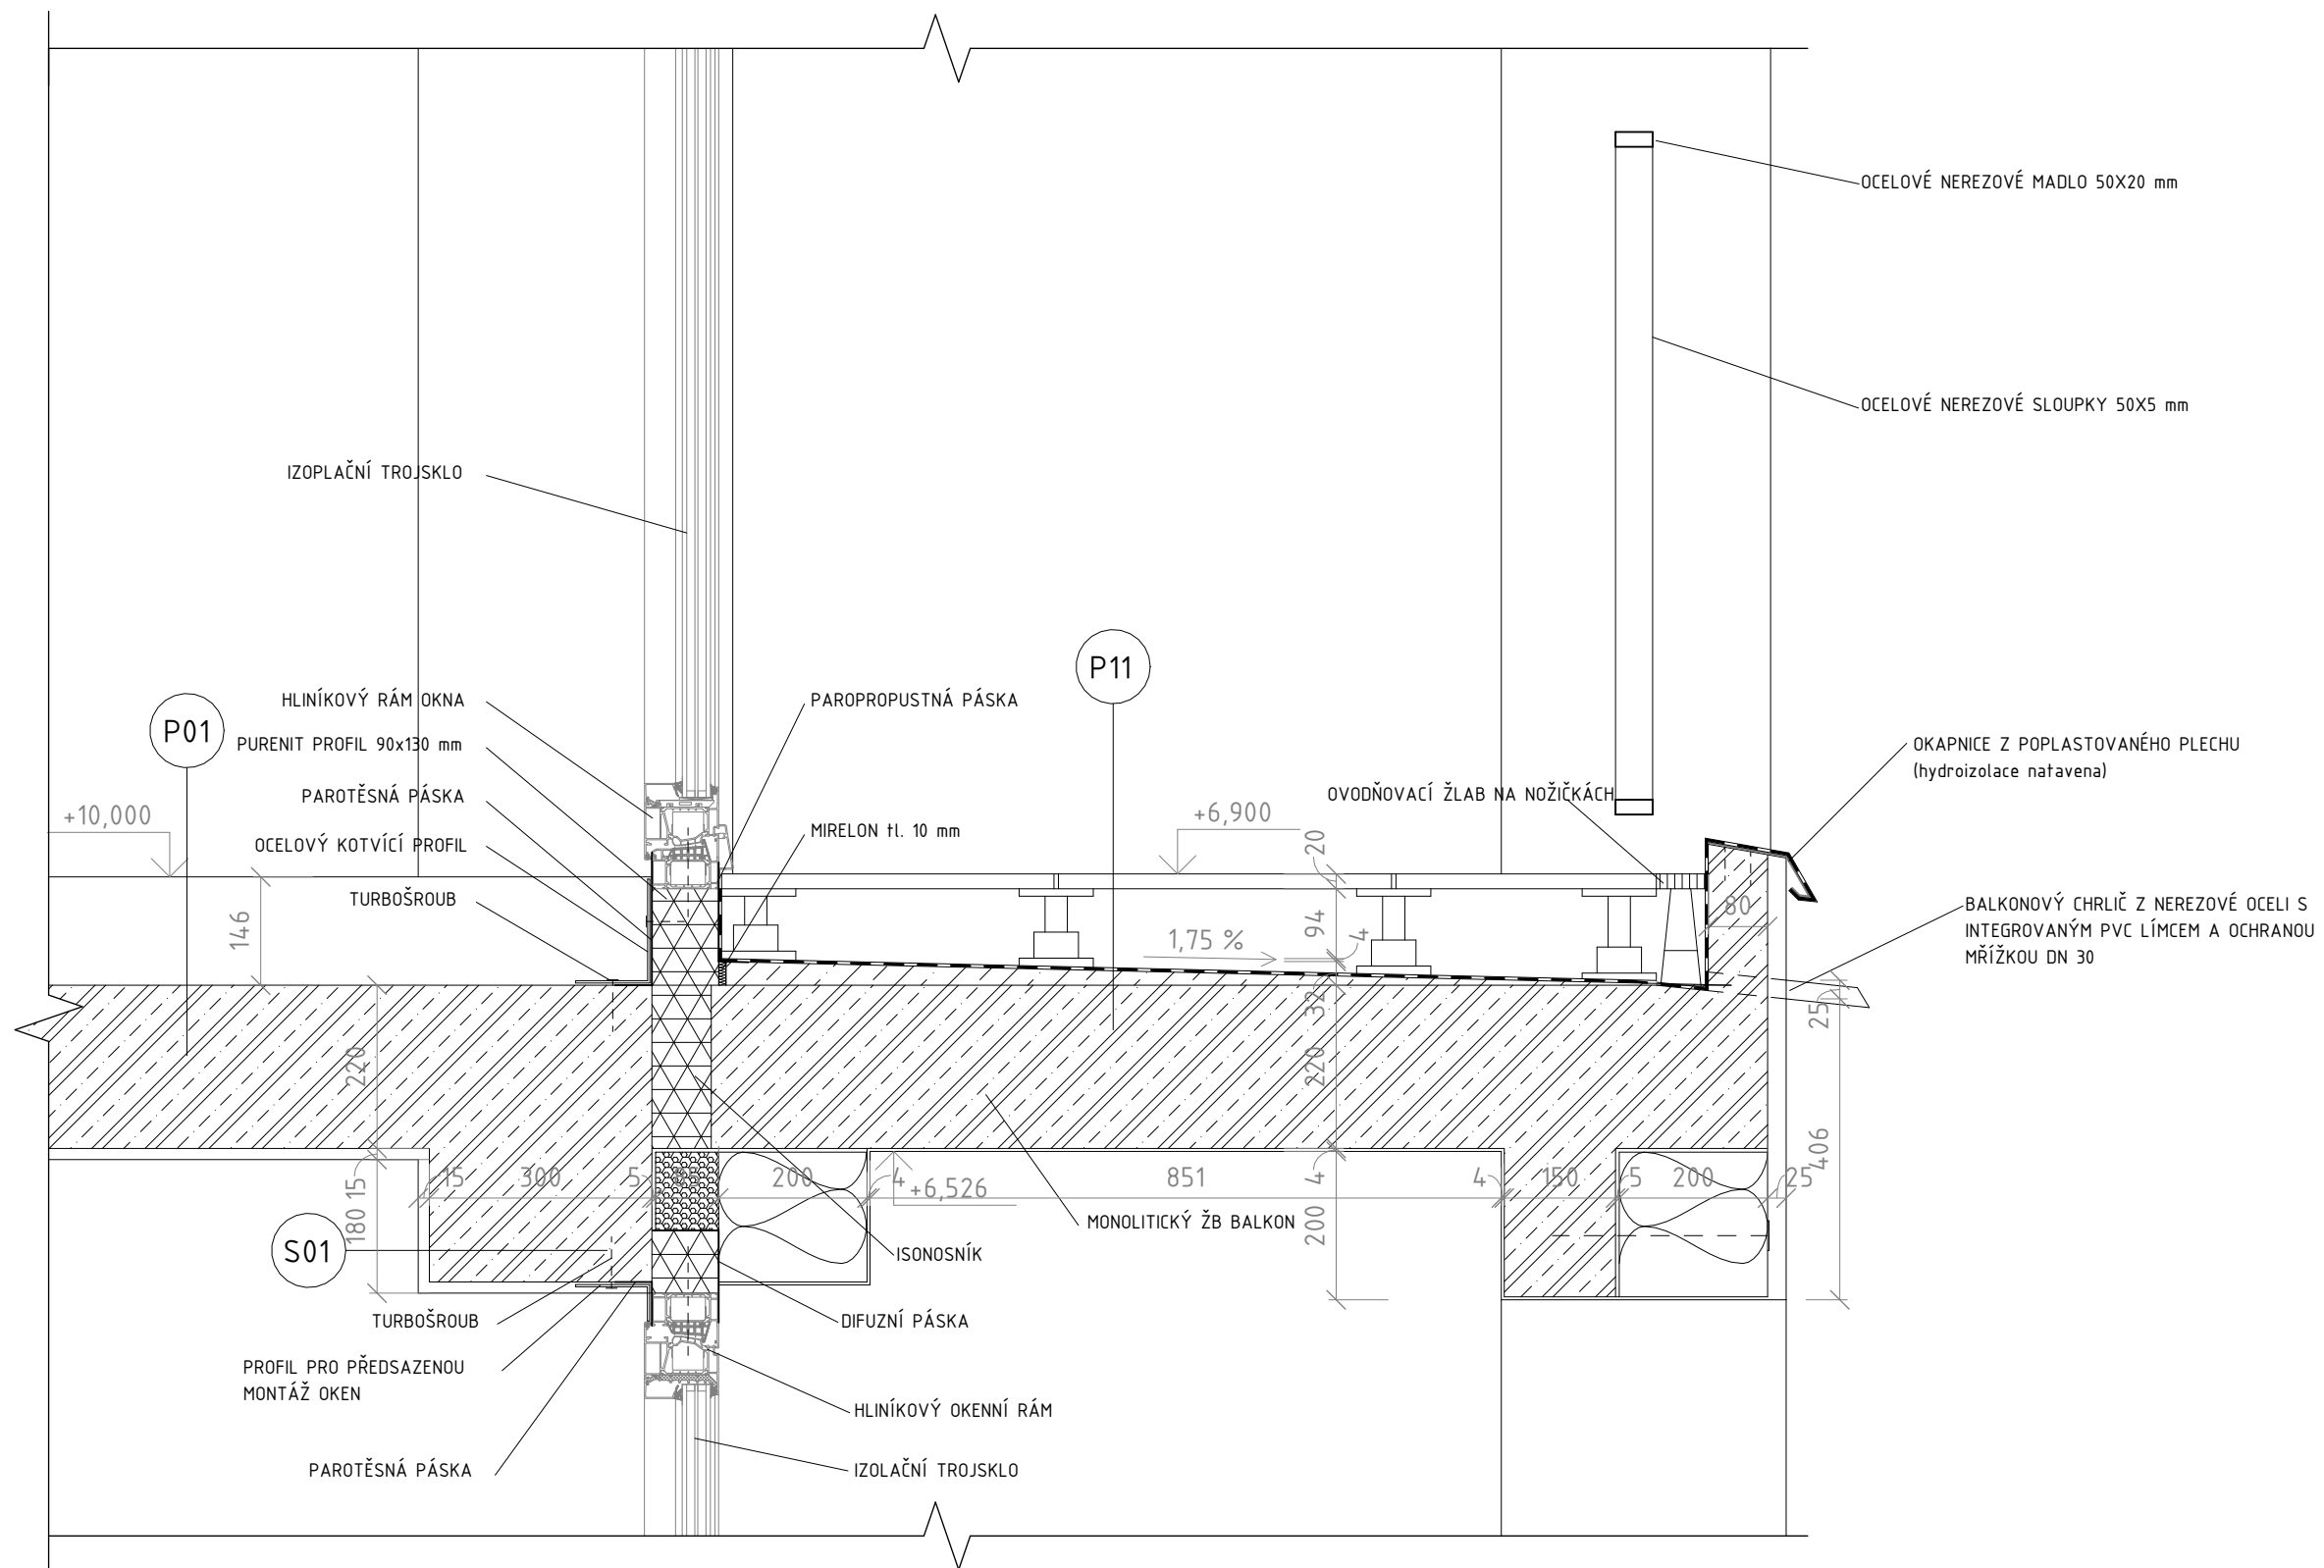 OCELOVÉ NEREZOVÉ MADLO 50X20 mm
OCELOVÉ NEREZOVÉ SLOUPKY 50X5 mm
IZOPLAČNÍ TROJSKLO
P11
P01
HLINÍKOVÝ RÁM OKNA
PAROPROPUSTNÁ PÁSKA
PURENIT PROFIL 90x130 mm
OKAPNICE Z POPLASTOVANÉHO PLECHU
(hydroizolace natavena)
PAROTĚSNÁ PÁSKA
OVODŇOVACÍ ŽLAB NA NOŽIČKÁCH
+10,000
+6,900
20
MIRELON tl. 10 mm
OCELOVÝ KOTVÍCÍ PROFIL
TURBOŠROUB
80
BALKONOVÝ CHRLIČ Z NEREZOVÉ OCELI S
INTEGROVANÝM PVC LÍMCEM A OCHRANOU
MŘÍŽKOU DN 30
146
94
1,75 %
4
32
25
220
220
406
15
180
15
300
5
200
4
+6,526
851
4
200
4
150
5
200
25
MONOLITICKÝ ŽB BALKON
S01
ISONOSNÍK
TURBOŠROUB
DIFUZNÍ PÁSKA
PROFIL PRO PŘEDSAZENOU
MONTÁŽ OKEN
HLINÍKOVÝ OKENNÍ RÁM
PAROTĚSNÁ PÁSKA
IZOLAČNÍ TROJSKLO